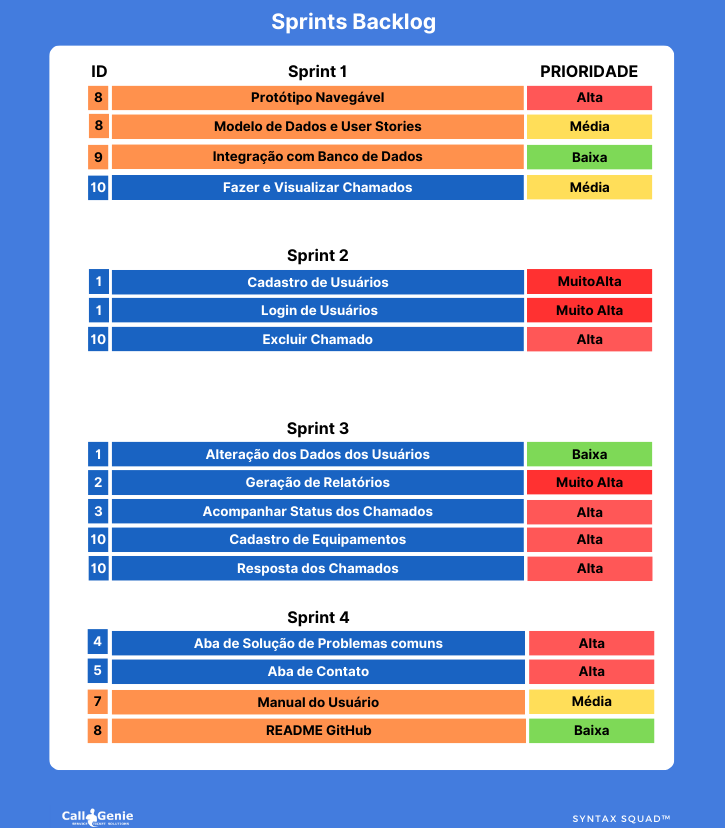 Sprints Backlog
ID Sprint 1 PRIORIDADE
8 Protótipo Navegável Alta
8 Modelo de Dados e User Stories Média
9 Integração com Banco de Dados Baixa
10 Fazer e Visualizar Chamados Média
Sprint 2
1 Cadastro de Usuários MuitoAlta
1 Login de Usuários Muito Alta
10 Excluir Chamado Alta
Sprint 3
1 Alteração dos Dados dos Usuários Baixa
2 Geração de Relatórios Muito Alta
3 Acompanhar Status dos Chamados Alta
10 Cadastro de Equipamentos Alta
10 Resposta dos Chamados Alta
Sprint 4
4 Aba de Solução de Problemas comuns Alta
5 Aba de Contato Alta
7 Manual do Usuário Média
8 README GitHub Baixa
Call Genie
SYNTAX SQUAD™